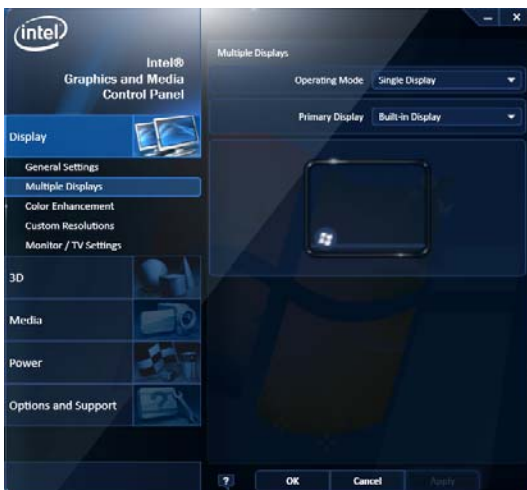 intel
Intel®
Graphics and Media
Control Panel
Display
General Settings
Multiple Displays
Color Enhancement
Custom Resolutions
Monitor / TV Settings
3D
Media
Power
Options and Support
Multiple Displays
Operating Mode Single Display
Primary Display Built-in Display
? OK Cancel Apply